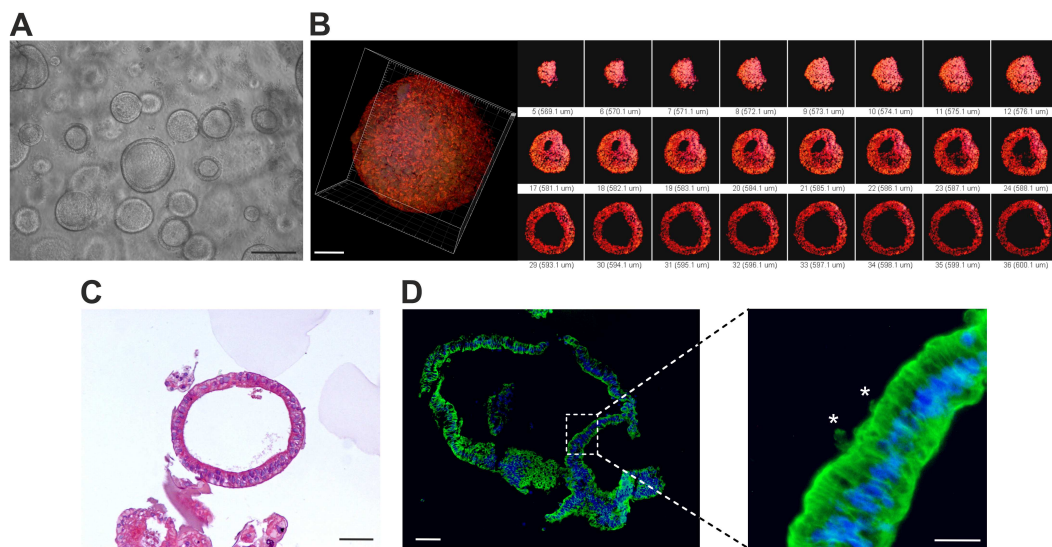 A
B
5 (569.1 um) 6 (570.1 um) 7 (571.1 um) 8 (572.1 um) 9 (573.1 um) 10 (574.1 um) 11 (575.1 um) 12 (576.1 um)
17 (581.1 um) 18 (582.1 um) 19 (583.1 um) 20 (584.1 um) 21 (585.1 um) 22 (586.1 um) 23 (587.1 um) 24 (588.1 um)
29 (593.1 um) 30 (594.1 um) 31 (595.1 um) 32 (596.1 um) 33 (597.1 um) 34 (598.1 um) 35 (599.1 um) 36 (600.1 um)
C
D
*
*